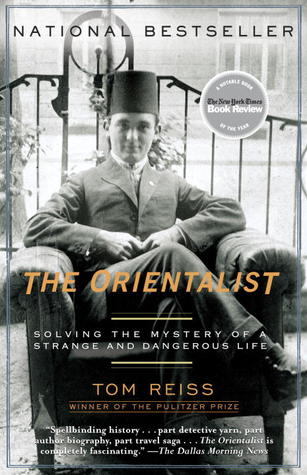 NATIONAL BESTSELLER
A NOTABLE BOOK
The New York Times
Book Review
OF THE YEAR
THE ORIENTALIST
SOLVING THE MYSTERY OF A
STRANGE AND DANGEROUS LIFE
TOM REISS
WINNER OF THE PULITZER PRIZE
"Spellbinding history . . . part detective yarn, part
author biography, part travel saga . . . The Orientalist is
completely fascinating." —The Dallas Morning News